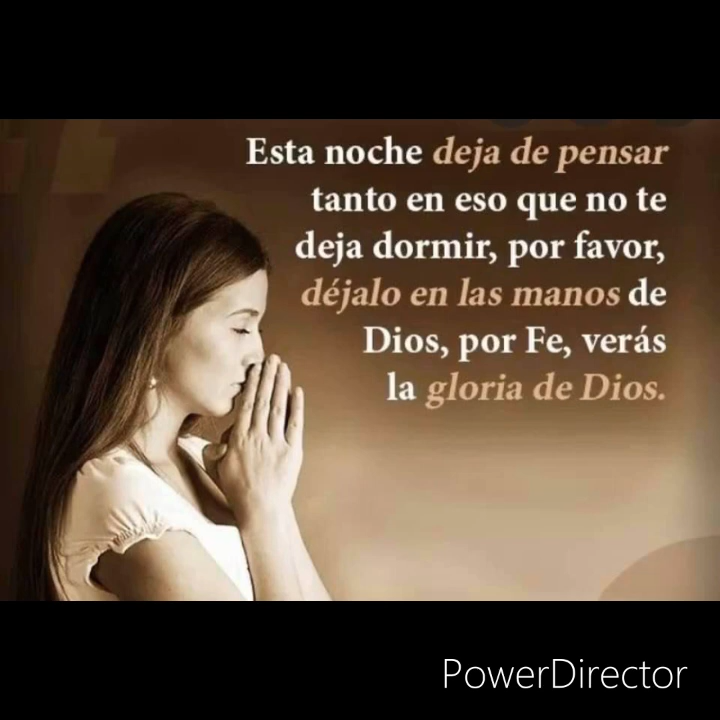 Esta noche deja de pensar
tanto en eso que no te
deja dormir, por favor,
déjalo en las manos de
Dios, por Fe, verás
la gloria de Dios.
PowerDirector